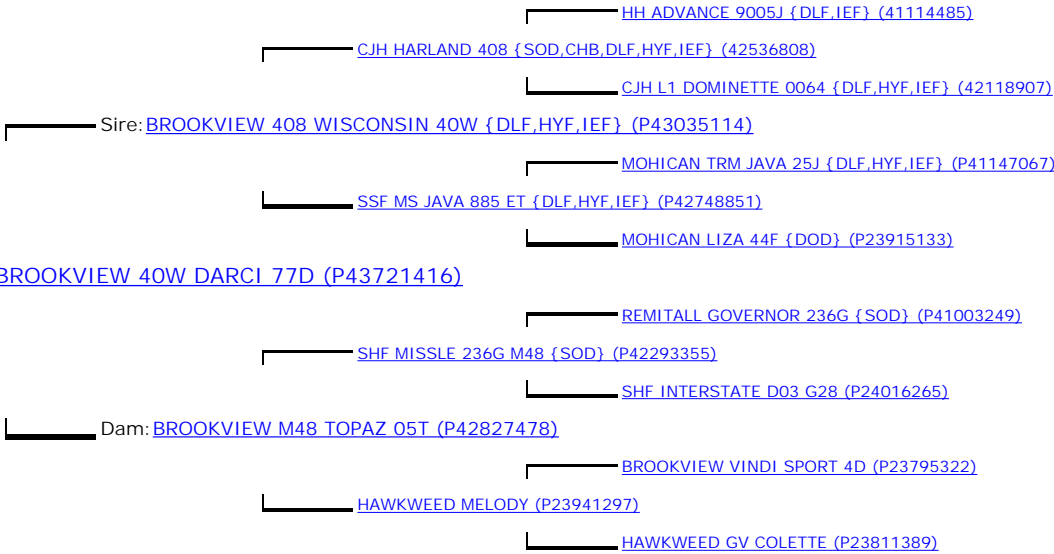 HH ADVANCE 9005J {DLF,IEF} (41114485)
CJH HARLAND 408 {SOD,CHB,DLF,HYF,IEF} (42536808)
CJH L1 DOMINETTE 0064 {DLF,HYF,IEF} (42118907)
Sire: BROOKVIEW 408 WISCONSIN 40W {DLF,HYF,IEF} (P43035114)
MOHICAN TRM JAVA 25J {DLF,HYF,IEF} (P41147067)
SSF MS JAVA 885 ET {DLF,HYF,IEF} (P42748851)
MOHICAN LIZA 44F {DOD} (P23915133)
BROOKVIEW 40W DARCI 77D (P43721416)
REMITALL GOVERNOR 236G {SOD} (P41003249)
SHF MISSLE 236G M48 {SOD} (P42293355)
SHF INTERSTATE D03 G28 (P24016265)
Dam: BROOKVIEW M48 TOPAZ 05T (P42827478)
BROOKVIEW VINDI SPORT 4D (P23795322)
HAWKWEED MELODY (P23941297)
HAWKWEED GV COLETTE (P23811389)